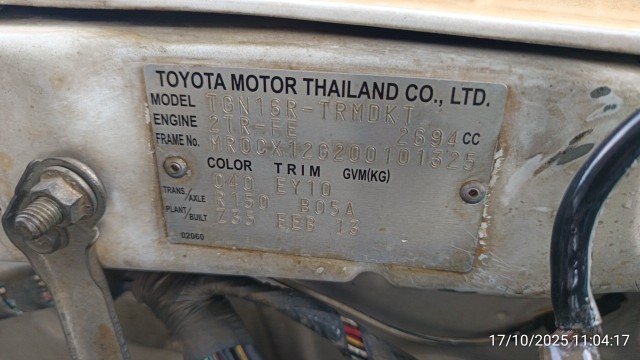 TOYOTA MOTOR THAILAND CO., LTD.
MODEL TGN16R-TRMDKT
ENGINE 2TR-FE 2694 CC
FRAME No. MR0CX12G200101325
COLOR TRIM GVM(KG)
040 EY10
TRANS/AXLE R150 B05A
PLANT/BUILT Z33 FEB 13
02060
17/10/2025 11:04:17